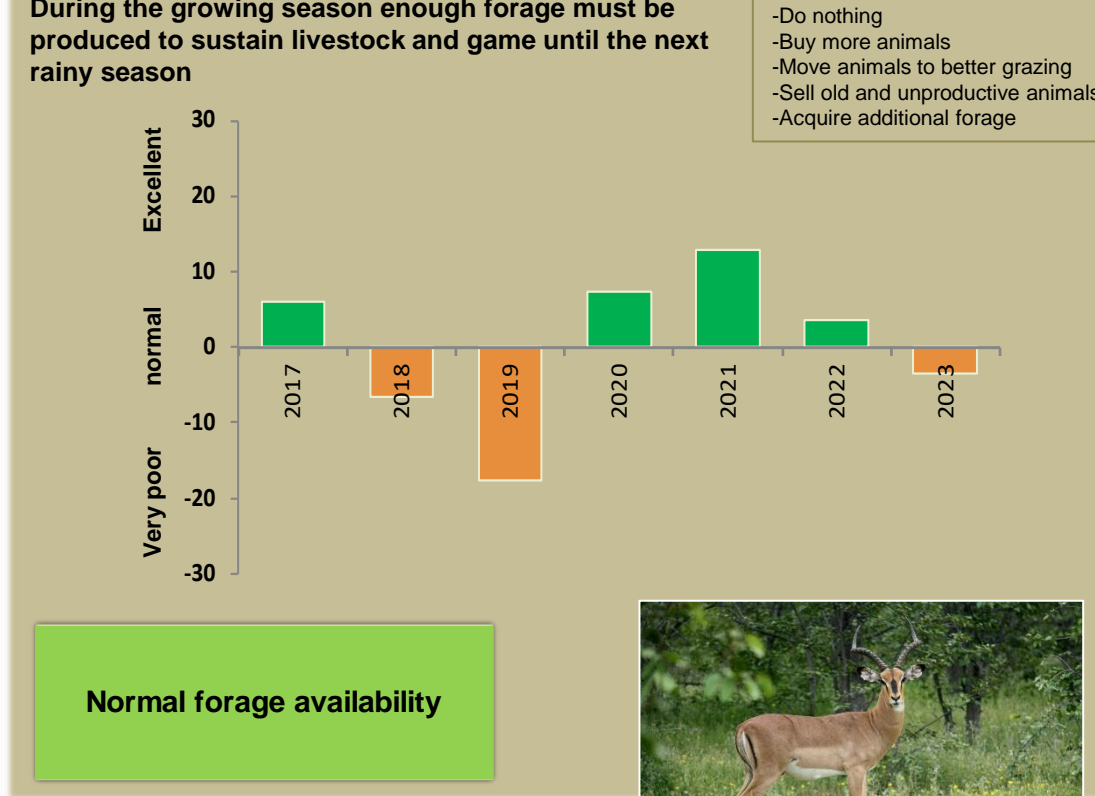 During the growing season enough forage must be
produced to sustain livestock and game until the next
rainy season
-Do nothing
-Buy more animals
-Move animals to better grazing
-Sell old and unproductive animals
-Acquire additional forage
Excellent
normal
Very poor
30
20
10
0
-10
-20
-30
2017
2018
2019
2020
2021
2022
2023
Normal forage availability